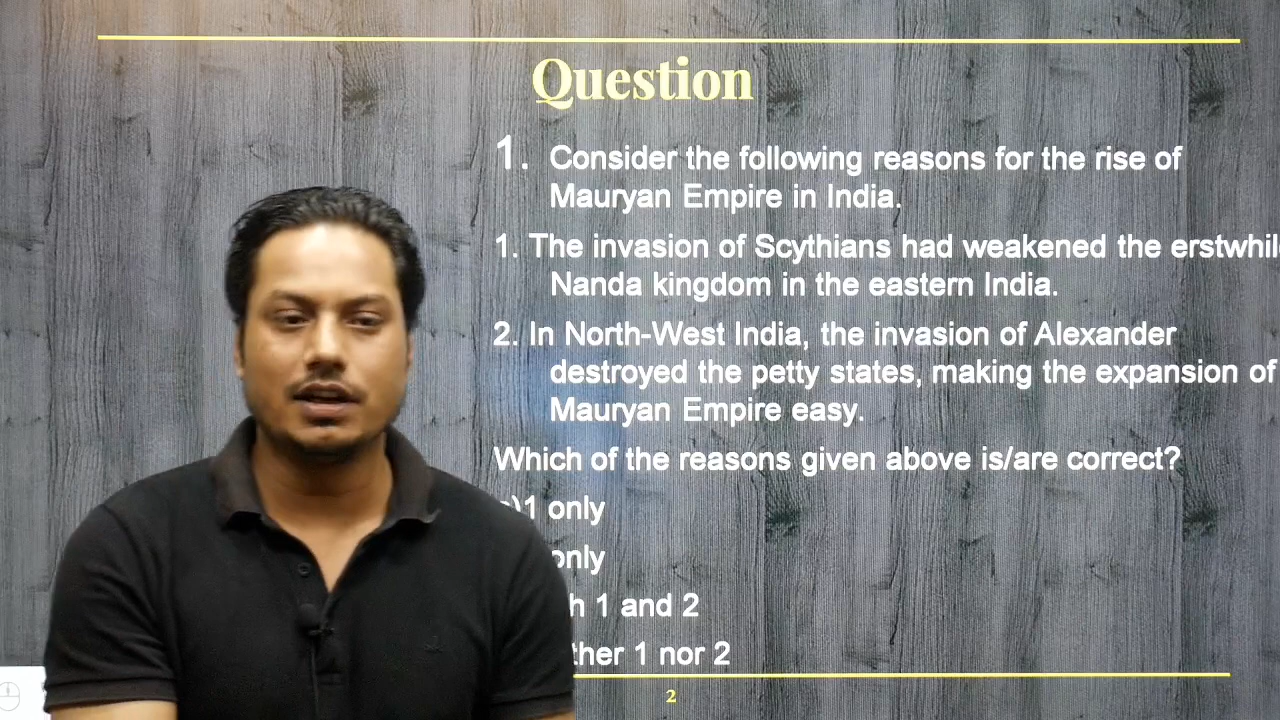 Question
1. Consider the following reasons for the rise of
Mauryan Empire in India.
1. The invasion of Scythians had weakened the
Nanda kingdom in the eastern India.
2. In North-West India, the invasion of Alexander
destroyed the petty states, making the expansion of
Mauryan Empire easy.
Which of the reasons given above is/are correct?
1 only
only
1 and 2
1 nor 2
2